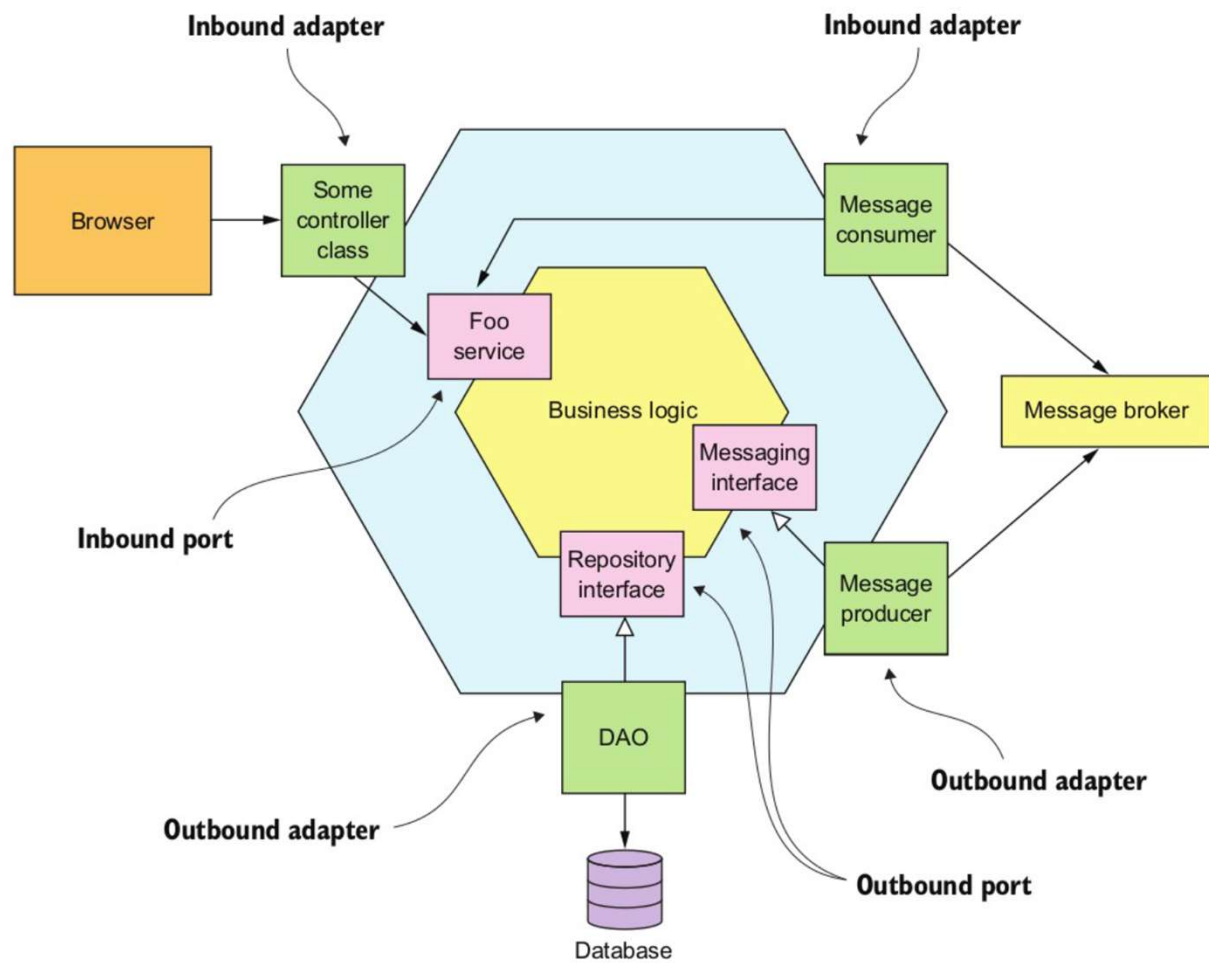 Inbound adapter
Inbound adapter
Browser
Some
controller
class
Message
consumer
Foo
service
Business logic
Message broker
Messaging
interface
Inbound port
Repository
interface
Message
producer
DAO
Outbound adapter
Outbound adapter
Outbound port
Database